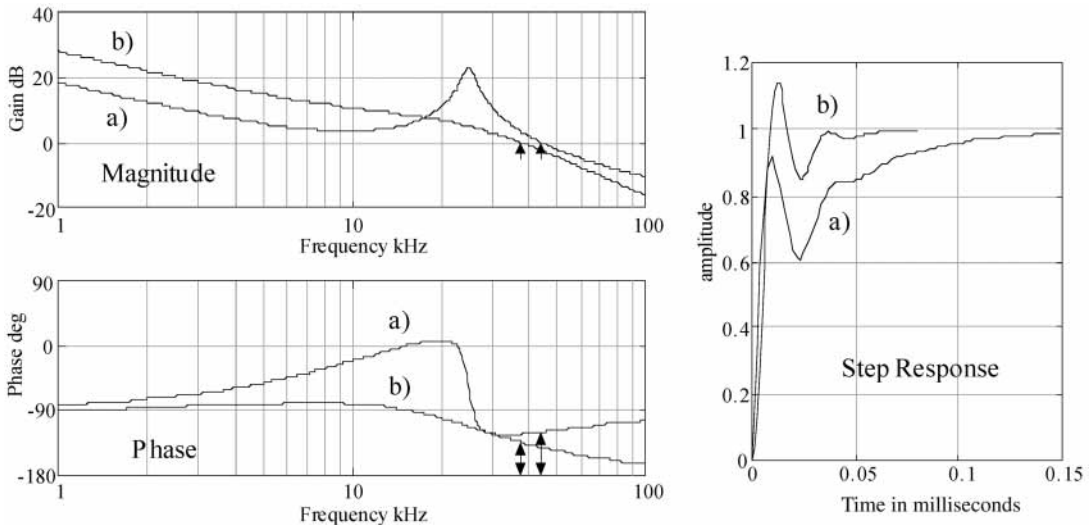 40
20
0
-20
Gain dB
b)
a)
Magnitude
1
10
100
Frequency kHz
90
0
-90
-180
Phase deg
a)
b)
Phase
1
10
100
Frequency kHz
1.2
1
0.8
0.6
0.4
0.2
0
amplitude
b)
a)
Step Response
0
0.05
0.1
0.15
Time in milliseconds